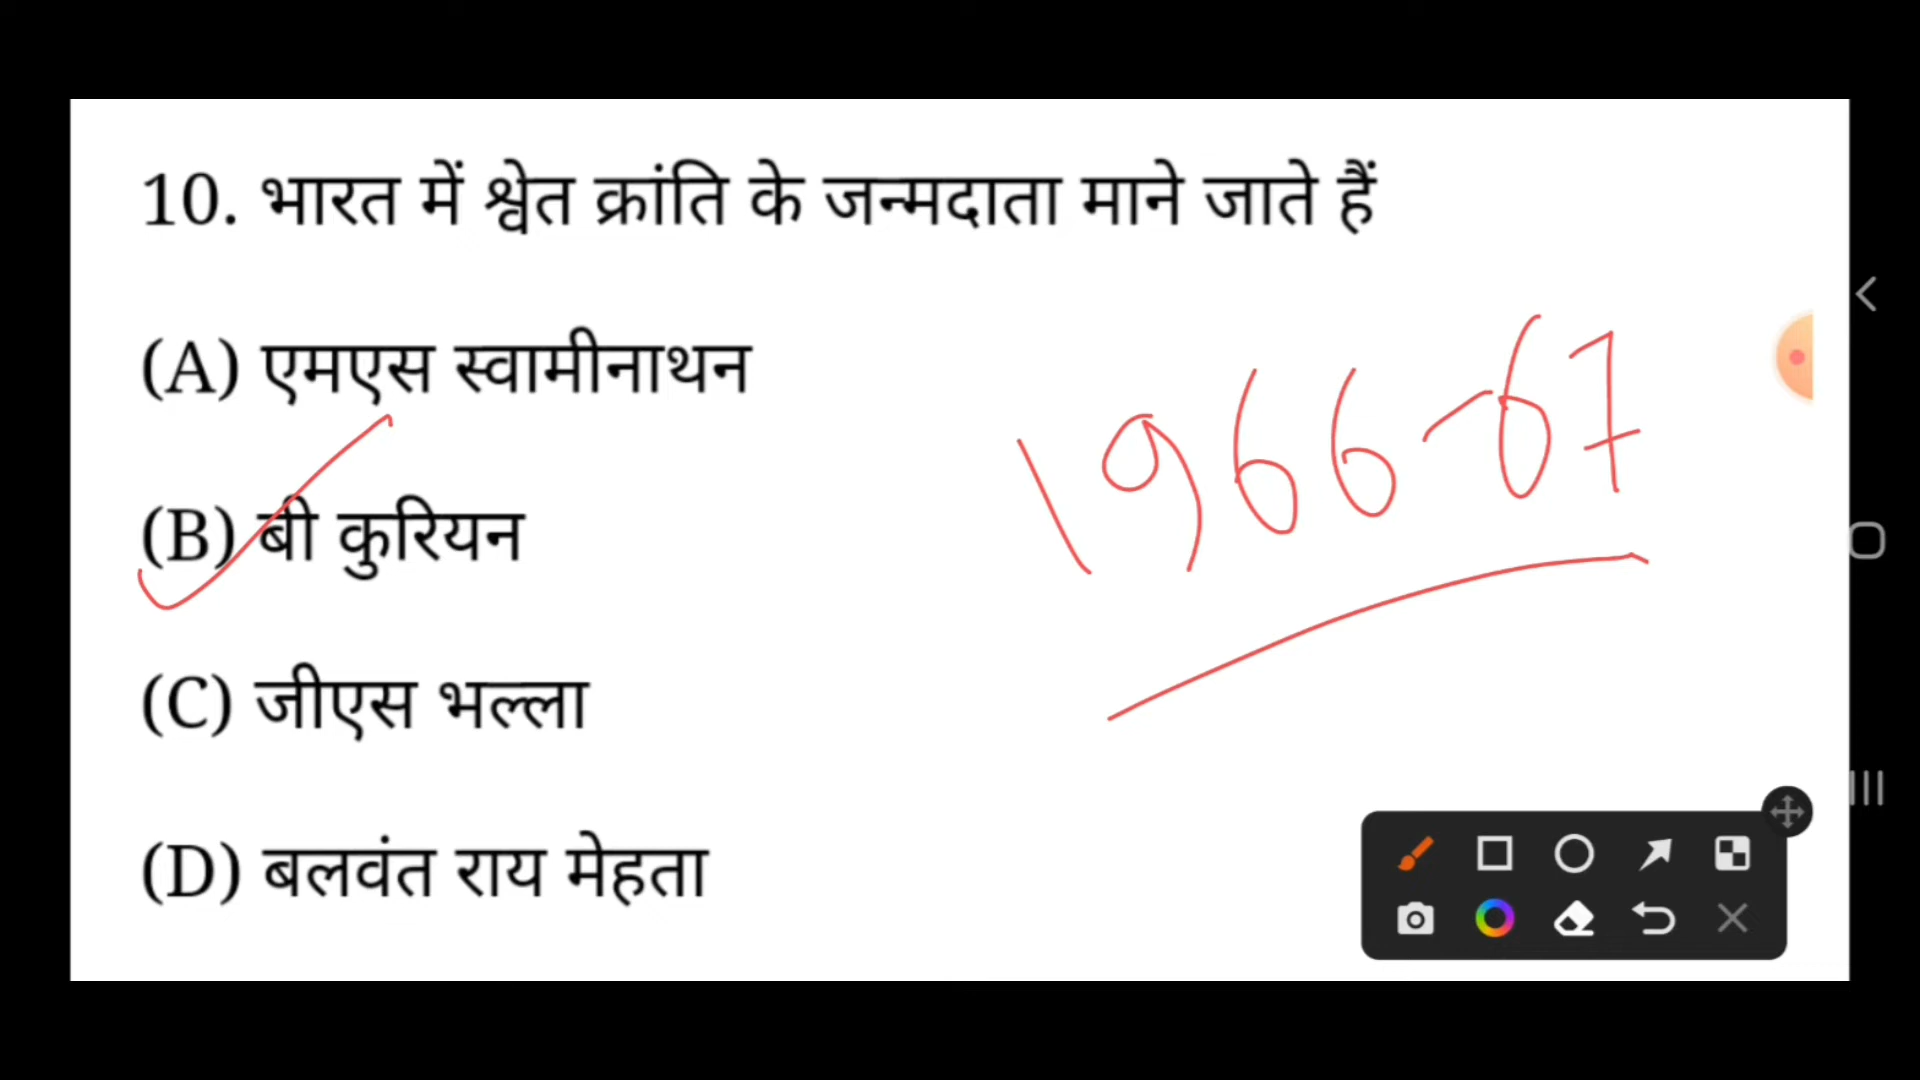 10. भारत में श्वेत क्रांति के जन्मदाता माने जाते हैं
(A) एमएस स्वामीनाथन
(B) बी कुरियन
1966-67
(C) जीएस भल्ला
(D) बलवंत राय मेहता